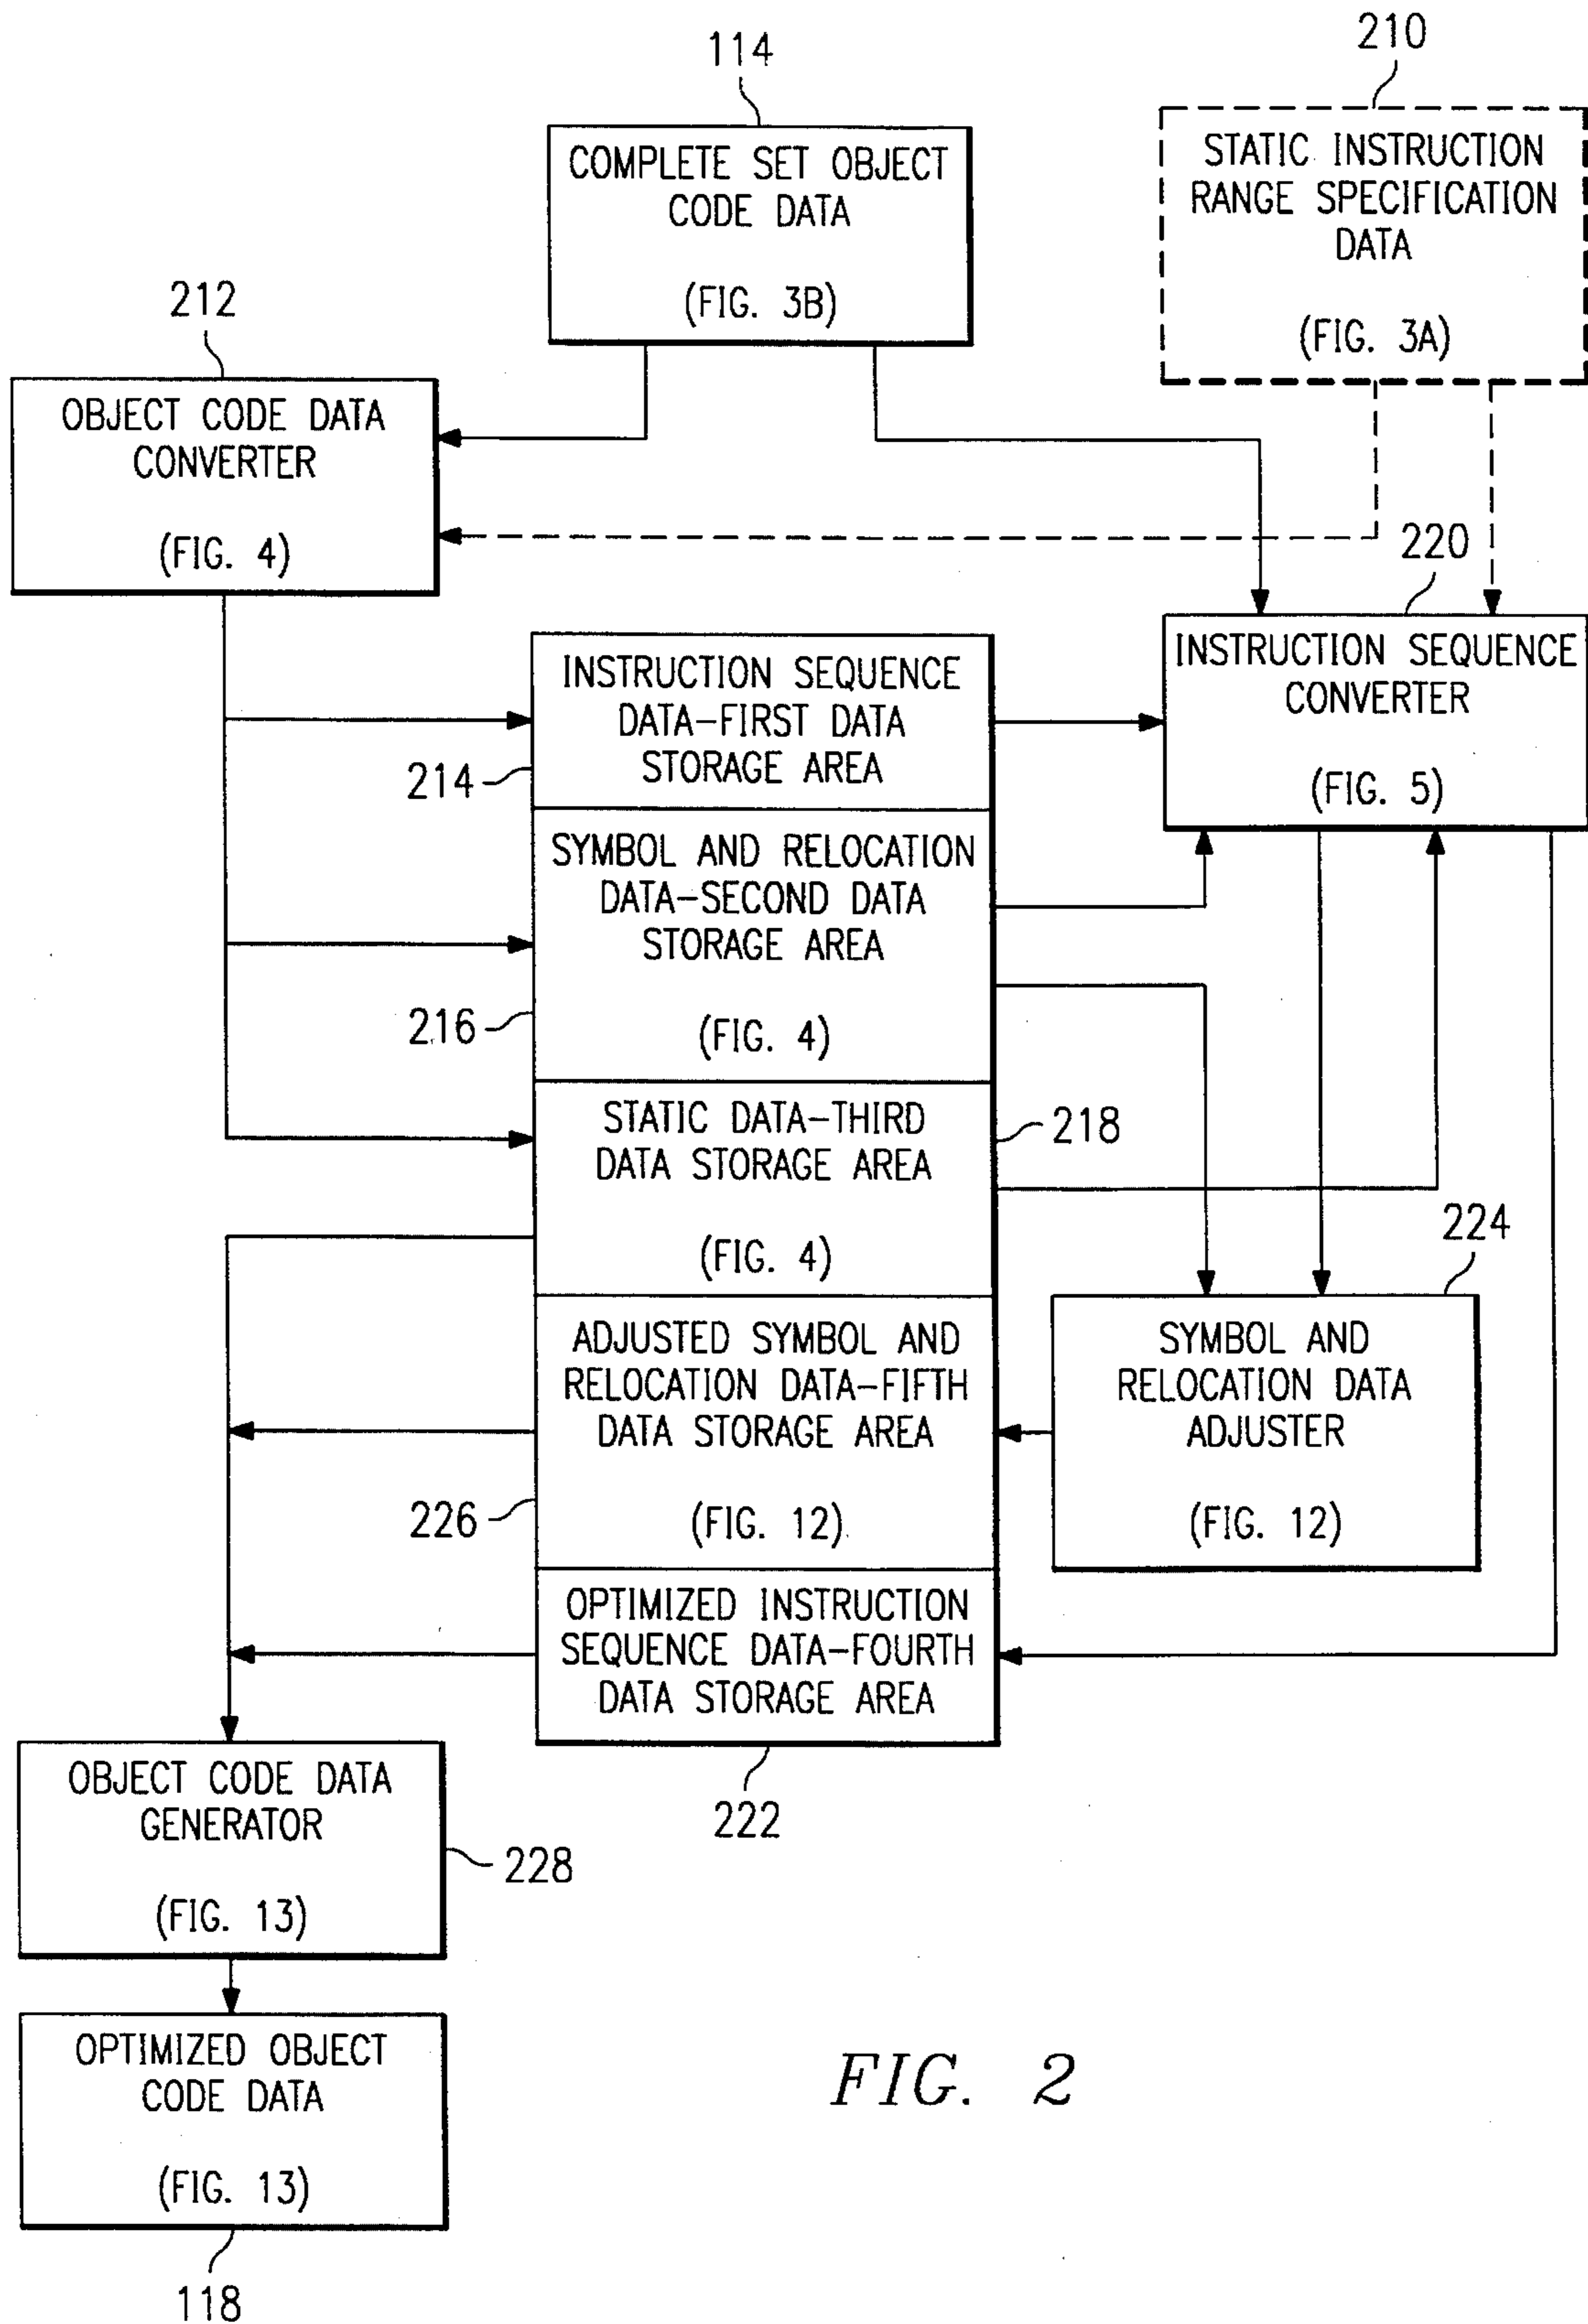 210
114
STATIC INSTRUCTION
RANGE SPECIFICATION
DATA
(FIG. 3A)
COMPLETE SET OBJECT
CODE DATA
(FIG. 3B)
212
OBJECT CODE DATA
CONVERTER
(FIG. 4)
220
INSTRUCTION SEQUENCE
CONVERTER
(FIG. 5)
INSTRUCTION SEQUENCE
DATA-FIRST DATA
STORAGE AREA
214
SYMBOL AND RELOCATION
DATA-SECOND DATA
STORAGE AREA
(FIG. 4)
216
STATIC DATA-THIRD
DATA STORAGE AREA
(FIG. 4)
218
224
ADJUSTED SYMBOL AND
RELOCATION DATA-FIFTH
DATA STORAGE AREA
(FIG. 12)
226
SYMBOL AND
RELOCATION DATA
ADJUSTER
(FIG. 12)
OPTIMIZED INSTRUCTION
SEQUENCE DATA-FOURTH
DATA STORAGE AREA
222
OBJECT CODE DATA
GENERATOR
(FIG. 13)
228
OPTIMIZED OBJECT
CODE DATA
(FIG. 13)
118
FIG. 2